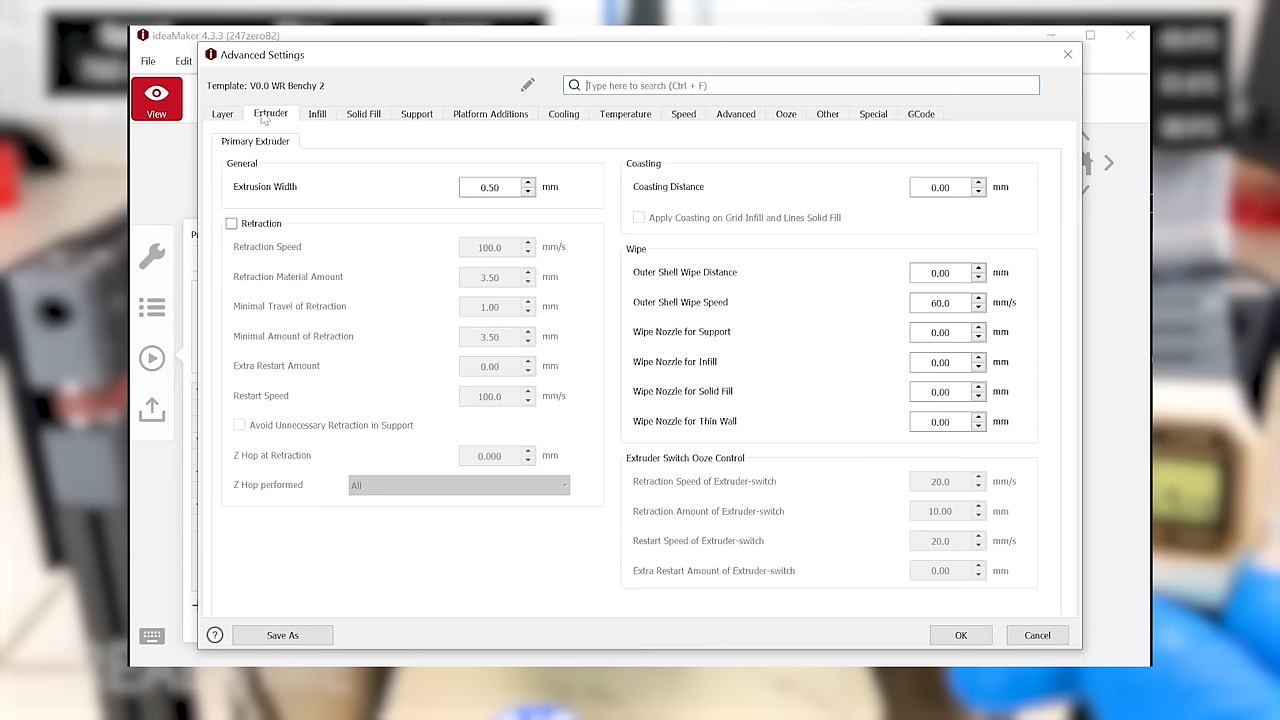 ideaMaker 4.3.3 (247zeroB2)
File Edit
View
Advanced Settings
Template: V0.0 WR Benchy 2
Type here to search (Ctrl + F)
Layer Extruder Infill Solid Fill Support Platform Additions Cooling Temperature Speed Advanced Ooze Other Special GCode
Primary Extruder
General
Extrusion Width 0.50 mm
Retraction
Retraction Speed 100.0 mm/s
Retraction Material Amount 3.50 mm
Minimal Travel of Retraction 1.00 mm
Minimal Amount of Retraction 3.50 mm
Extra Restart Amount 0.00 mm
Restart Speed 100.0 mm/s
Avoid Unnecessary Retraction in Support
Z Hop at Retraction 0.000 mm
Z Hop performed All
Coasting
Coasting Distance 0.00 mm
Apply Coasting on Grid Infill and Lines Solid Fill
Wipe
Outer Shell Wipe Distance 0.00 mm
Outer Shell Wipe Speed 60.0 mm/s
Wipe Nozzle for Support 0.00 mm
Wipe Nozzle for Infill 0.00 mm
Wipe Nozzle for Solid Fill 0.00 mm
Wipe Nozzle for Thin Wall 0.00 mm
Extruder Switch Ooze Control
Retraction Speed of Extruder-switch 20.0 mm/s
Retraction Amount of Extruder-switch 10.00 mm
Restart Speed of Extruder-switch 20.0 mm/s
Extra Restart Amount of Extruder-switch 0.00 mm
? Save As OK Cancel